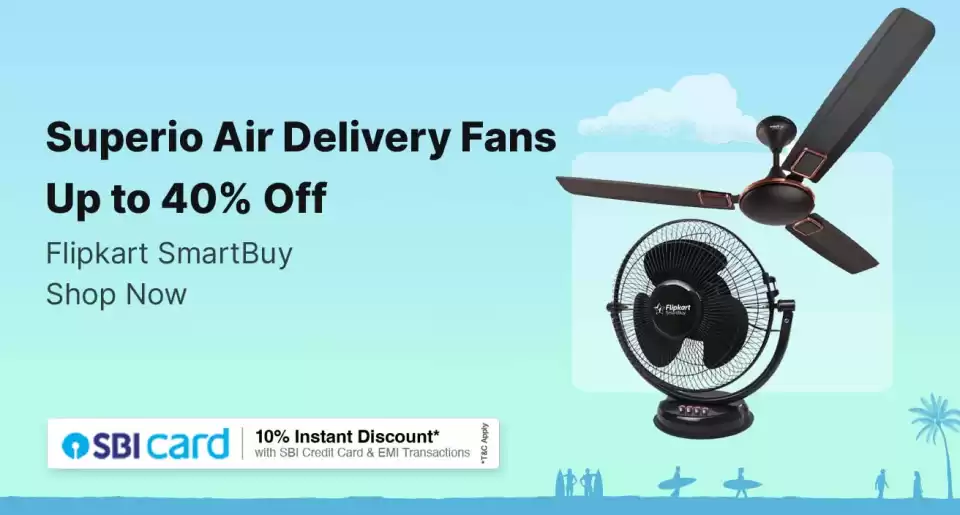 Superio Air Delivery Fans
Up to 40% Off
Flipkart SmartBuy
Shop Now
Flipkart
SmartBuy
SBI card
10% Instant Discount*
with SBI Credit Card & EMI Transactions
*T&C Apply